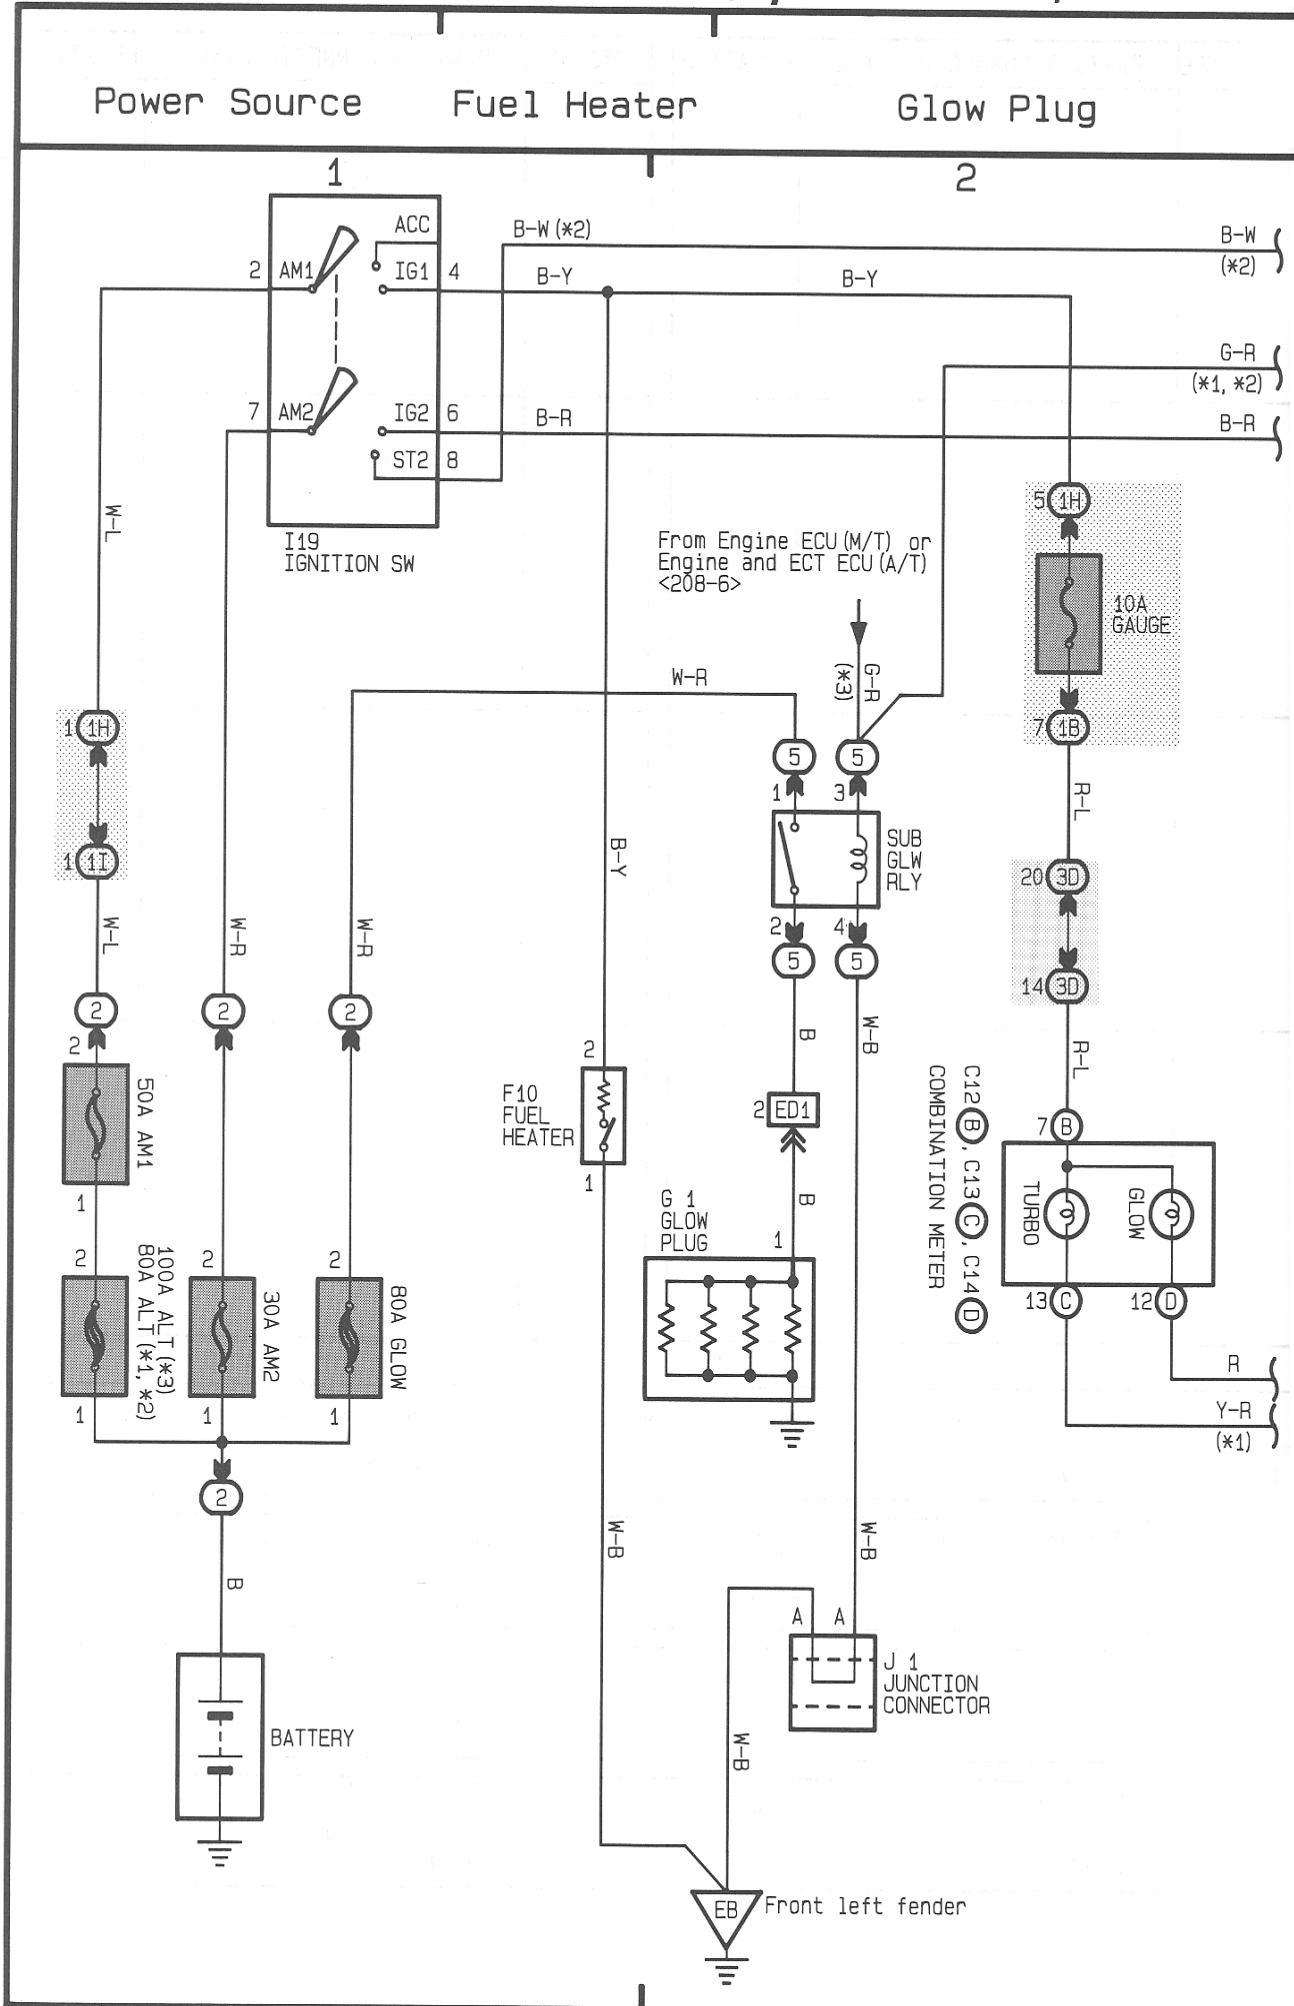 Power Source
Fuel Heater
Glow Plug
1
2
ACC
B-W (*2)
B-W
(*2)
2
AM1
IG1
4
B-Y
B-Y
G-R
(*1, *2)
7
AM2
IG2
6
B-R
B-R
ST2
8
W-L
I19
IGNITION SW
From Engine ECU (M/T) or
Engine and ECT ECU (A/T)
<208-6>
5
1H
10A
GAUGE
W-R
(*3)
G-R
1
1H
7
1B
5
5
1
3
R-L
SUB
GLW
RLY
B-Y
1
1I
20
3D
W-L
W-R
W-R
2
4
5
5
14
3D
2
2
2
2
B
W-B
R-L
50A AM1
2
F10
FUEL
HEATER
2
ED1
C12 B, C13 C, C14 D
COMBINATION METER
7
B
1
1
B
TURBO
GLOW
G 1
GLOW
PLUG
1
2
2
2
100A ALT (*3)
80A ALT (*1, *2)
30A AM2
80A GLOW
13
C
12
D
R
1
1
1
Y-R
(*1)
2
B
W-B
W-B
A
A
J 1
JUNCTION
CONNECTOR
BATTERY
W-B
EB
Front left fender